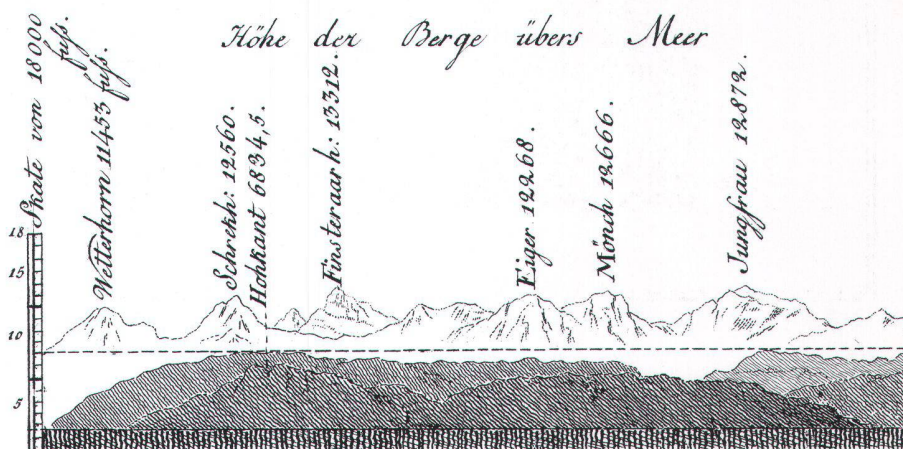 Höhe der Berge übers Meer
Skale von 18000 fuss.
Wetterhorn 11453 fuss.
Schrekh: 12560.
Hohkant 6834,5.
Finsteraarh: 13312.
Eiger 12268.
Mönch 12666.
Jungfrau 12872.
18
15
10
5